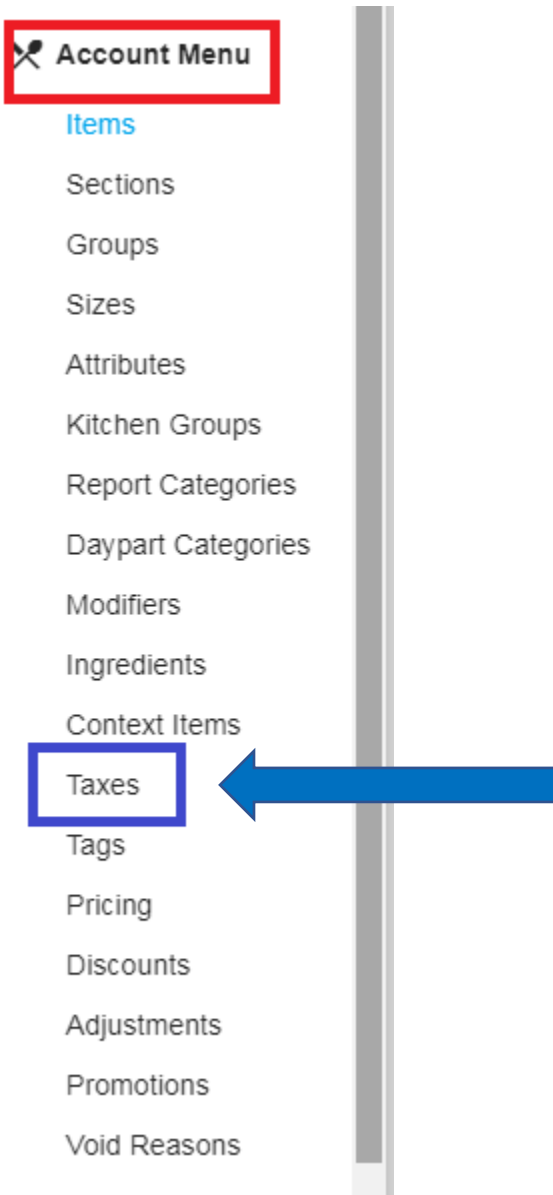 Account Menu
Items
Sections
Groups
Sizes
Attributes
Kitchen Groups
Report Categories
Daypart Categories
Modifiers
Ingredients
Context Items
Taxes
Tags
Pricing
Discounts
Adjustments
Promotions
Void Reasons